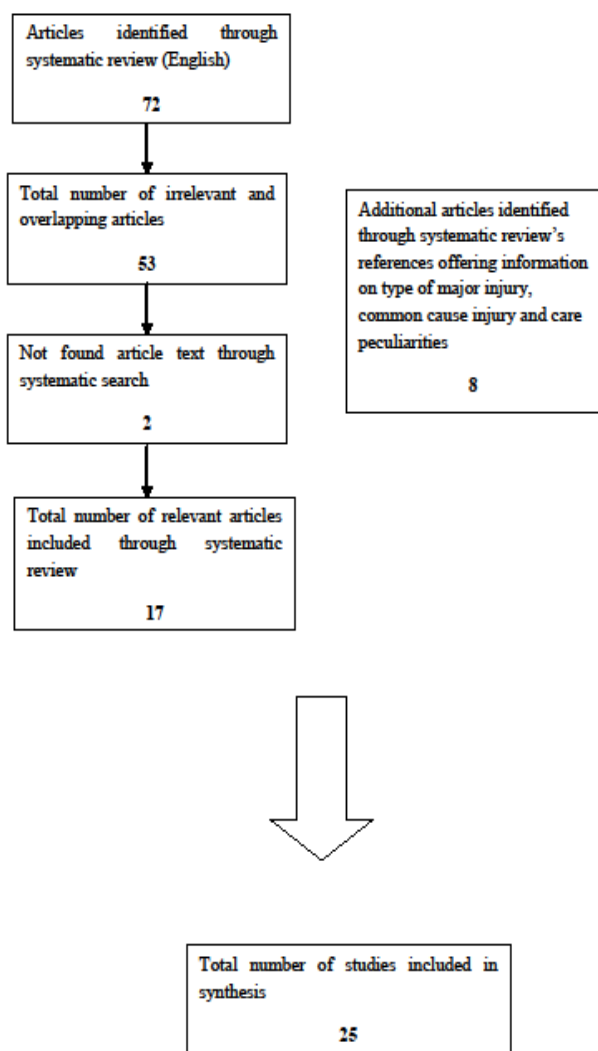 Articles identified through
systematic review (English)
72
Total number of irrelevant and
overlapping articles
53
Additional articles identified
through systematic review's
references offering information
on type of major injury,
common cause injury and care
peculiarities
8
Not found article text through
systematic search
2
Total number of relevant articles
included through systematic
review
17
Total number of studies included in
synthesis
25